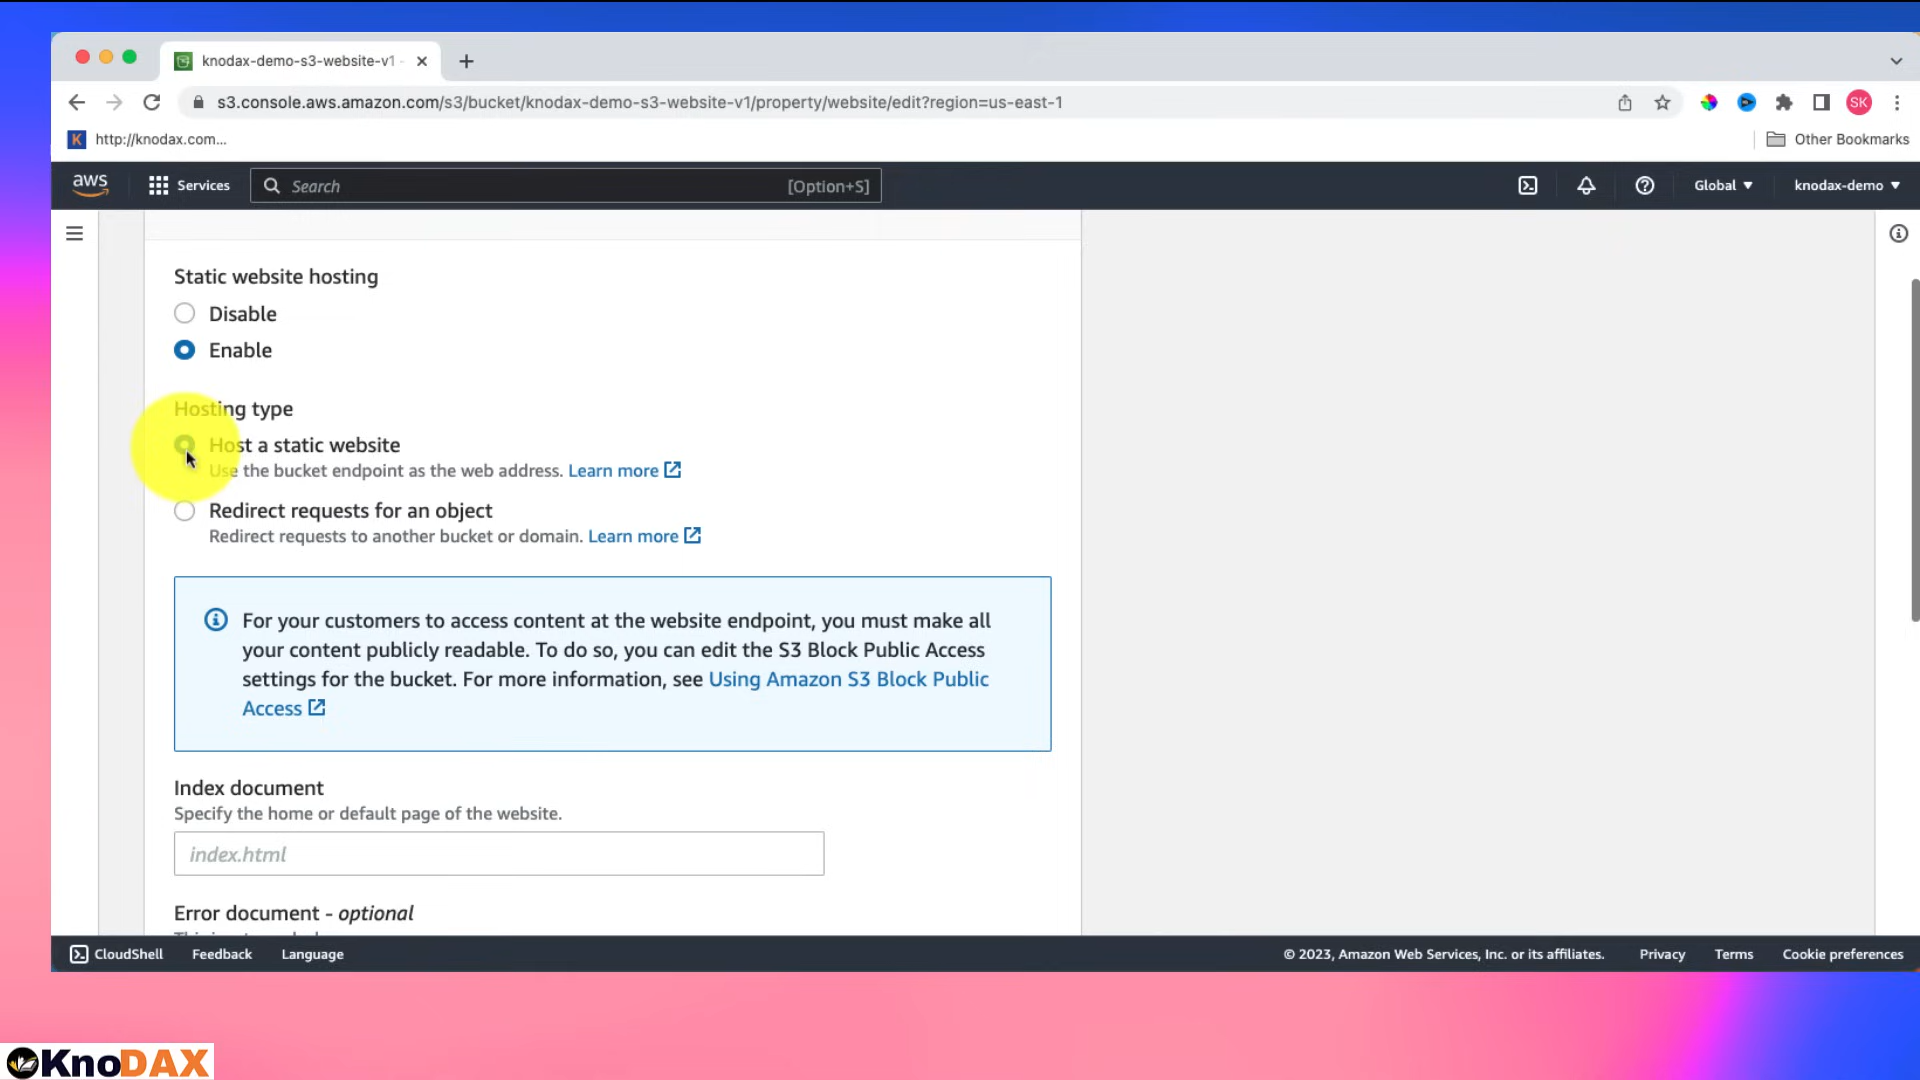 knodax-demo-s3-website-v1 -
s3.console.aws.amazon.com/s3/bucket/knodax-demo-s3-website-v1/property/website/edit?region=us-east-1
SK
K http://knodax.com...
Other Bookmarks
aws Services Search [Option+S] Global knodax-demo
Static website hosting
Disable
Enable
Hosting type
Host a static website
Use the bucket endpoint as the web address. Learn more
Redirect requests for an object
Redirect requests to another bucket or domain. Learn more
For your customers to access content at the website endpoint, you must make all
your content publicly readable. To do so, you can edit the S3 Block Public Access
settings for the bucket. For more information, see Using Amazon S3 Block Public
Access
Index document
Specify the home or default page of the website.
index.html
Error document - optional
CloudShell Feedback Language © 2023, Amazon Web Services, Inc. or its affiliates. Privacy Terms Cookie preferences
KnoDAX